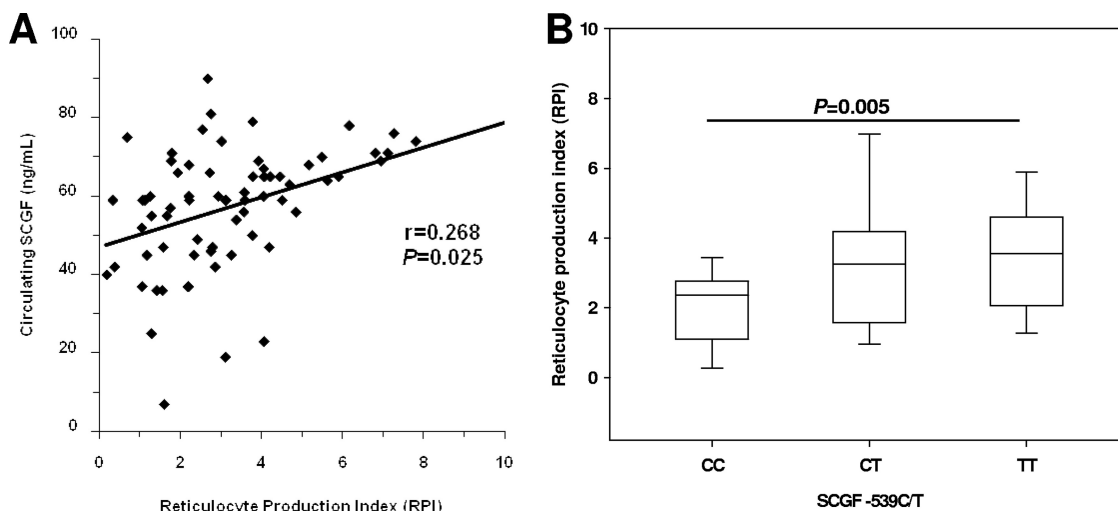 A
100
80
60
40
20
0
Circulating SCGF (ng/mL)
r=0.268
P=0.025
0 2 4 6 8 10
Reticulocyte Production Index (RPI)
B
10
8
6
4
2
0
Reticulocyte production index (RPI)
P=0.005
CC CT TT
SCGF -539C/T